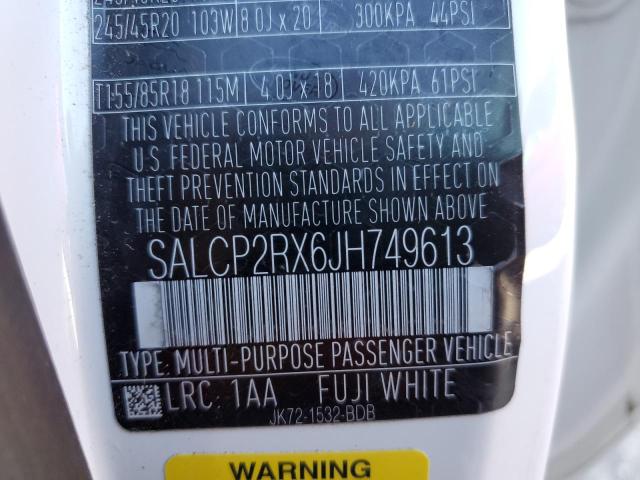 245/45R20 103W 8.0J x 20 300KPA 44PSI
T155/85R18 115M 4.0J x 18 420KPA 61PSI
THIS VEHICLE CONFORMS TO ALL APPLICABLE
U.S. FEDERAL MOTOR VEHICLE SAFETY AND
THEFT PREVENTION STANDARDS IN EFFECT ON
THE DATE OF MANUFACTURE SHOWN ABOVE
SALCP2RX6JH749613
TYPE: MULTI-PURPOSE PASSENGER VEHICLE
LRC 1AA FUJI WHITE
JK72-1532-BDB
WARNING